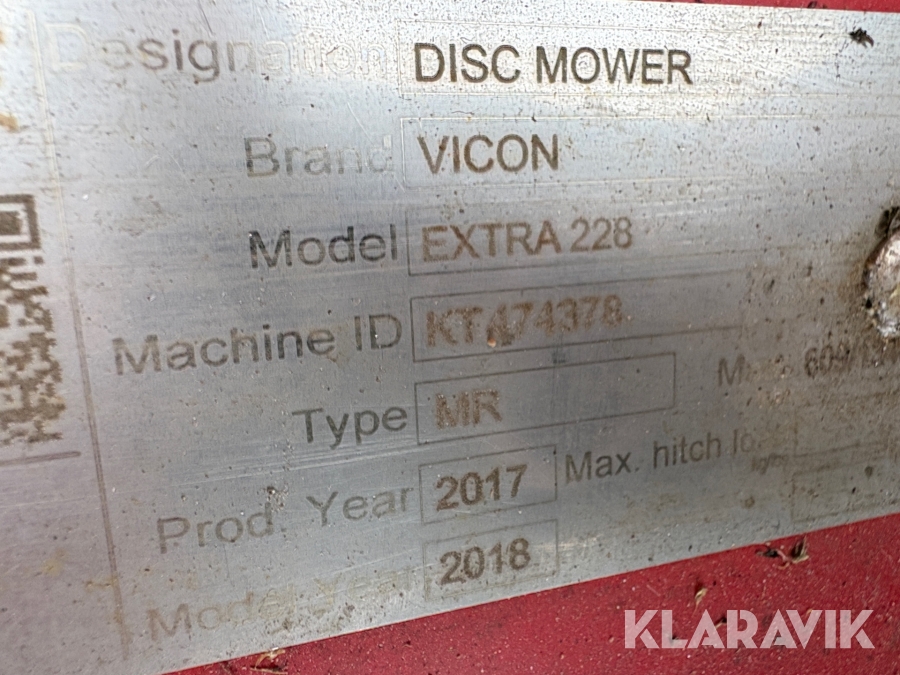 Designation DISC MOWER
Brand VICON
Model EXTRA 228
Machine ID KT474378
Type MR
Prod. Year 2017 Max. hitch
Model Year 2018
KLARAVIK